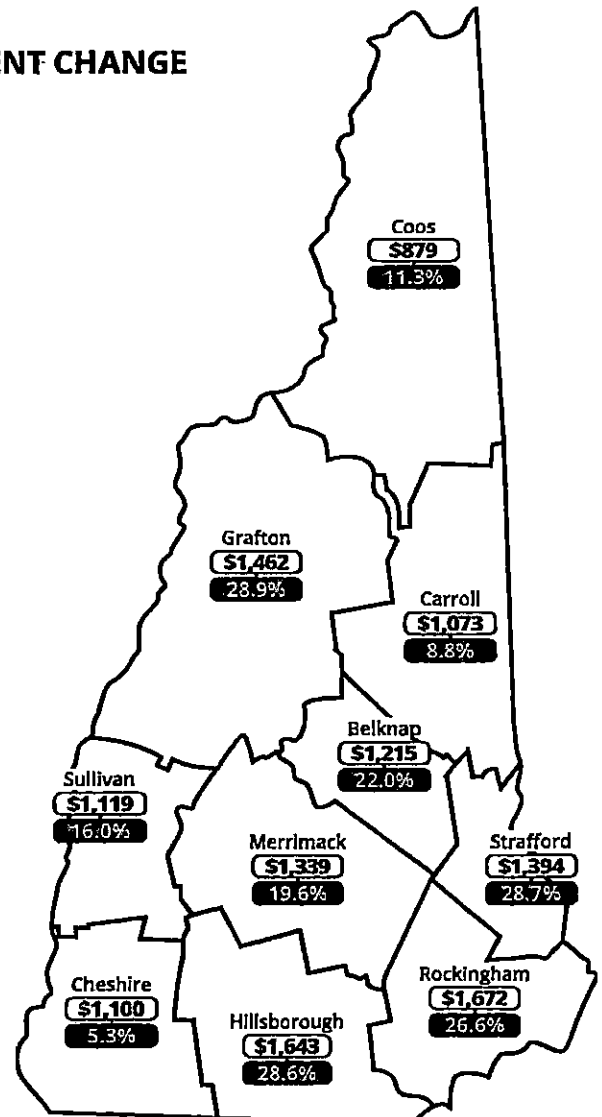 ENT CHANGE
Coos
$879
11.3%
Grafton
$1,462
28.9%
Carroll
$1,073
8.8%
Belknap
$1,215
22.0%
Sullivan
$1,119
16.0%
Merrimack
$1,339
19.6%
Strafford
$1,394
28.7%
Cheshire
$1,100
5.3%
Hillsborough
$1,643
28.6%
Rockingham
$1,672
26.6%